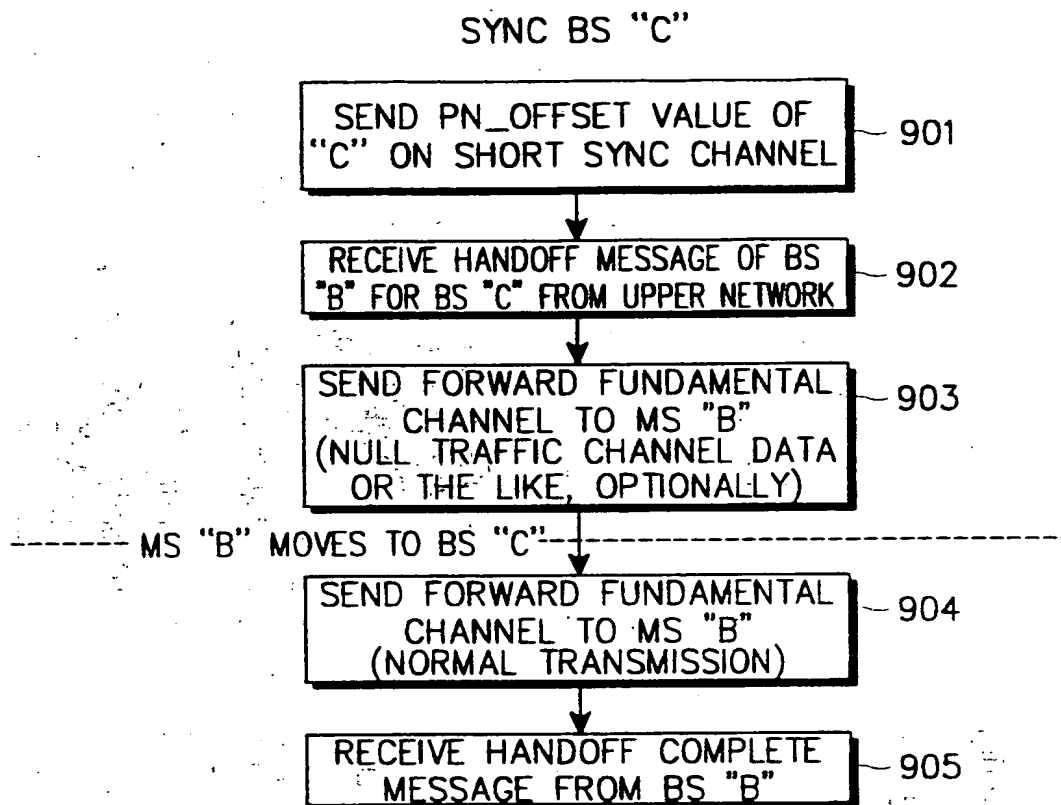 SYNC BS "C"
SEND PN_OFFSET VALUE OF
"C" ON SHORT SYNC CHANNEL
901
RECEIVE HANDOFF MESSAGE OF BS
"B" FOR BS "C" FROM UPPER NETWORK
902
SEND FORWARD FUNDAMENTAL
CHANNEL TO MS "B"
(NULL TRAFFIC CHANNEL DATA
OR THE LIKE, OPTIONALLY)
903
MS "B" MOVES TO BS "C"
SEND FORWARD FUNDAMENTAL
CHANNEL TO MS "B"
(NORMAL TRANSMISSION)
904
RECEIVE HANDOFF COMPLETE
MESSAGE FROM BS "B"
905